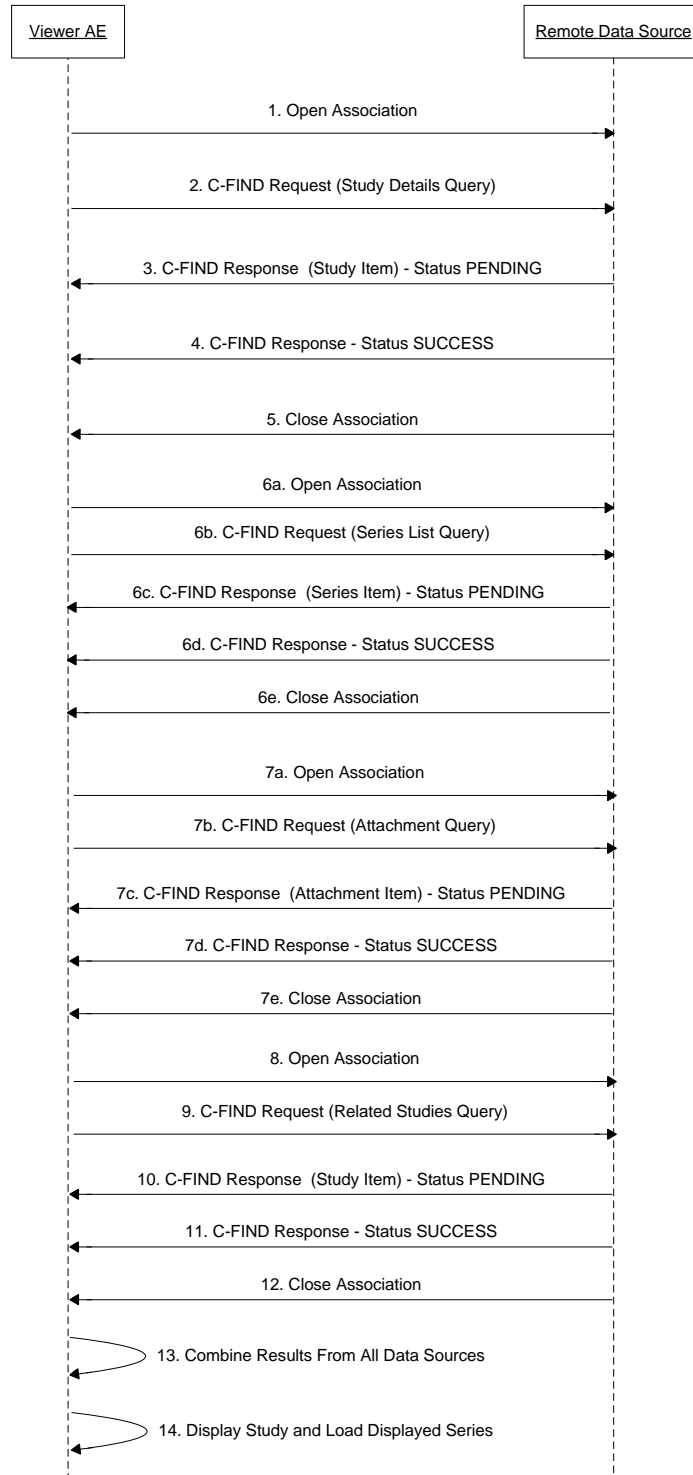 Viewer AE
Remote Data Source
1. Open Association
2. C-FIND Request (Study Details Query)
3. C-FIND Response  (Study Item) - Status PENDING
4. C-FIND Response - Status SUCCESS
5. Close Association
6a. Open Association
6b. C-FIND Request (Series List Query)
6c. C-FIND Response  (Series Item) - Status PENDING
6d. C-FIND Response - Status SUCCESS
6e. Close Association
7a. Open Association
7b. C-FIND Request (Attachment Query)
7c. C-FIND Response  (Attachment Item) - Status PENDING
7d. C-FIND Response - Status SUCCESS
7e. Close Association
8. Open Association
9. C-FIND Request (Related Studies Query)
10. C-FIND Response  (Study Item) - Status PENDING
11. C-FIND Response - Status SUCCESS
12. Close Association
13. Combine Results From All Data Sources
14. Display Study and Load Displayed Series